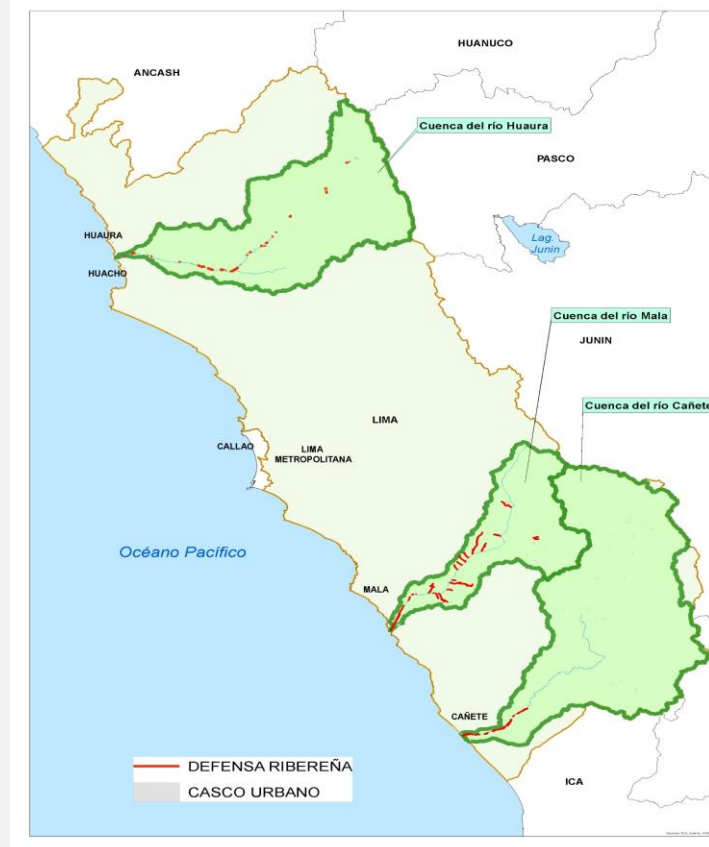 HUANUCO
ANCASH
Cuenca del río Huaura
PASCO
HUAURA
Lag.
Junin
HUACHO
Cuenca del río Mala
JUNIN
Cuenca del río Cañete
LIMA
CALLAO
LIMA
METROPOLITANA
Océano Pacífico
MALA
CAÑETE
DEFENSA RIBEREÑA
CASCO URBANO
ICA